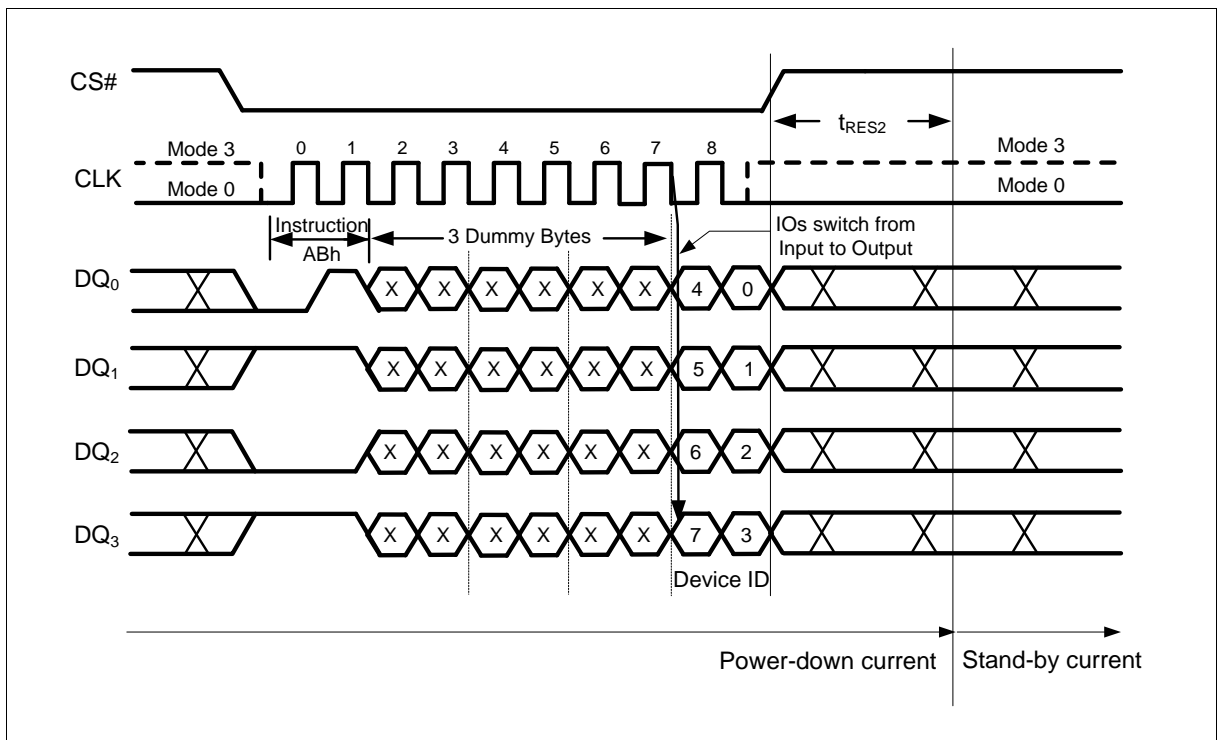 CS#
tRES2
Mode 3
0 1 2 3 4 5 6 7 8
Mode 3
CLK
Mode 0
Mode 0
Instruction
ABh
3 Dummy Bytes
IOs switch from
Input to Output
DQ0 X X X X X X 4 0
DQ1 X X X X X X 5 1
DQ2 X X X X X X 6 2
DQ3 X X X X X X 7 3
Device ID
Power-down current
Stand-by current